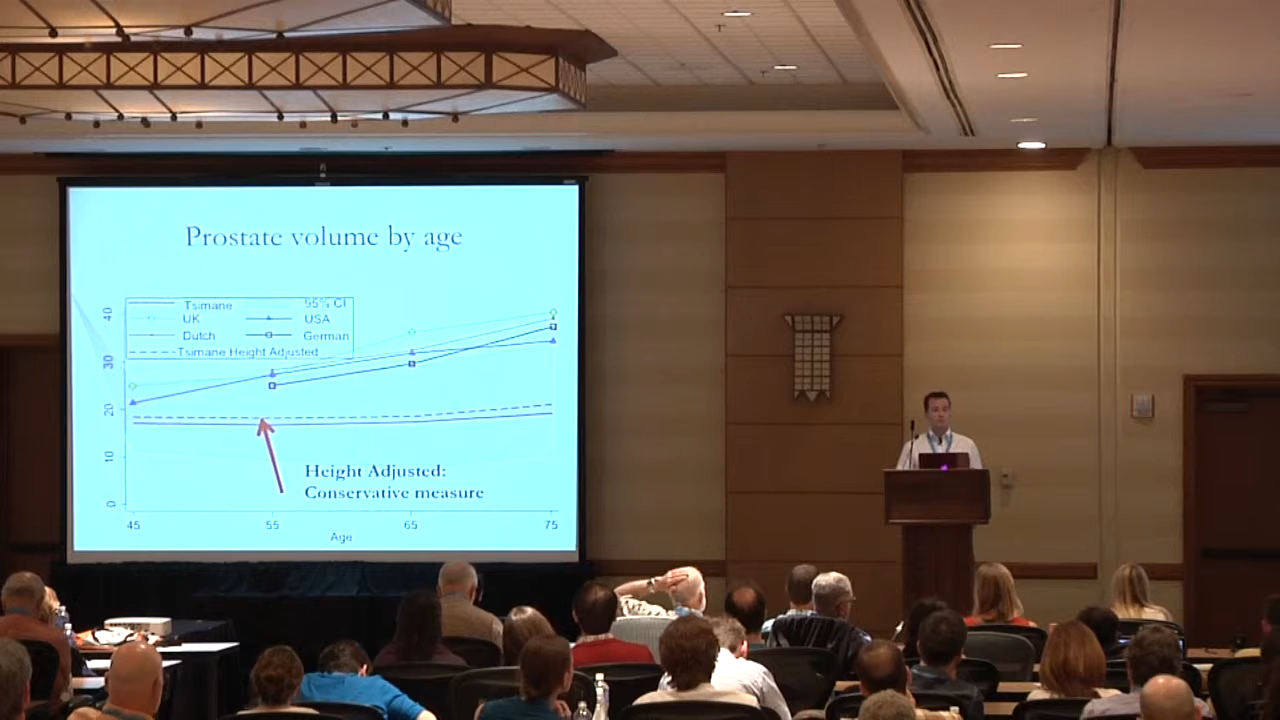 Prostate volume by age
Tsimane 95% CI
UK USA
Dutch German
Tsimane Height Adjusted
40
30
20
10
0
Height Adjusted:
Conservative measure
45 55 65 75
Age